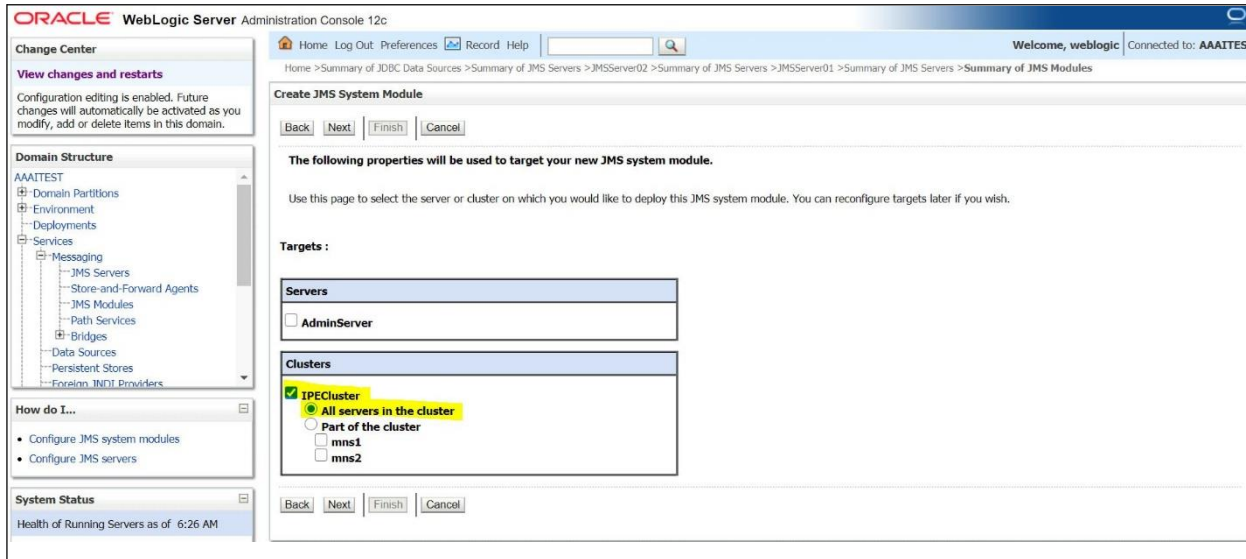 ORACLE WebLogic Server Administration Console 12c
Change Center
View changes and restarts
Configuration editing is enabled. Future
changes will automatically be activated as you
modify, add or delete items in this domain.
Domain Structure
AAAITEST
Domain Partitions
Environment
Deployments
Services
Messaging
JMS Servers
Store-and-Forward Agents
JMS Modules
Path Services
Bridges
Data Sources
Persistent Stores
Foreign JNDI Providers
How do I...
Configure JMS system modules
Configure JMS servers
System Status
Health of Running Servers as of 6:26 AM
Home Log Out Preferences Record Help
Welcome, weblogic Connected to: AAAITES
Home >Summary of JDBC Data Sources >Summary of JMS Servers >JMSServer02 >Summary of JMS Servers >JMSServer01 >Summary of JMS Servers >Summary of JMS Modules
Create JMS System Module
Back Next Finish Cancel
The following properties will be used to target your new JMS system module.
Use this page to select the server or cluster on which you would like to deploy this JMS system module. You can reconfigure targets later if you wish.
Targets :
Servers
AdminServer
Clusters
IPECluster
All servers in the cluster
Part of the cluster
mns1
mns2
Back Next Finish Cancel